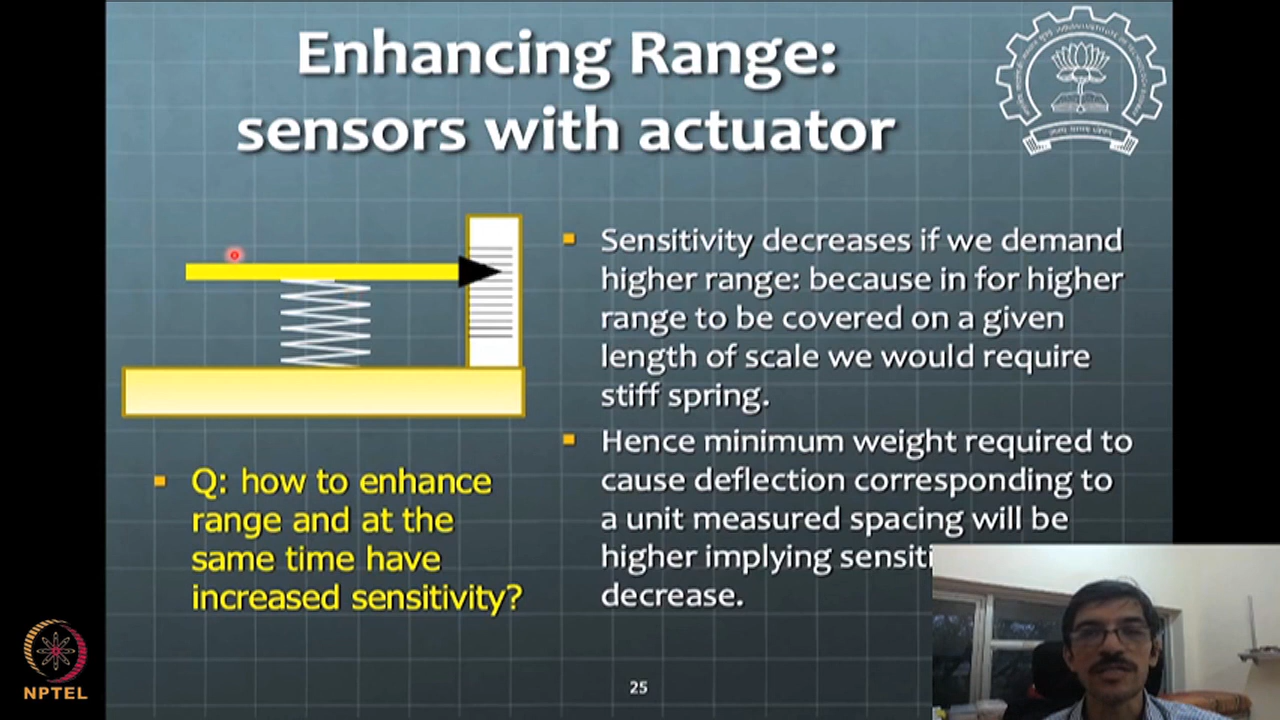 Enhancing Range:
sensors with actuator
Sensitivity decreases if we demand
higher range: because in for higher
range to be covered on a given
length of scale we would require
stiff spring.
Hence minimum weight required to
cause deflection corresponding to
a unit measured spacing will be
higher implying
decrease.
Q: how to enhance
range and at the
same time have
increased sensitivity?
25
NPTEL